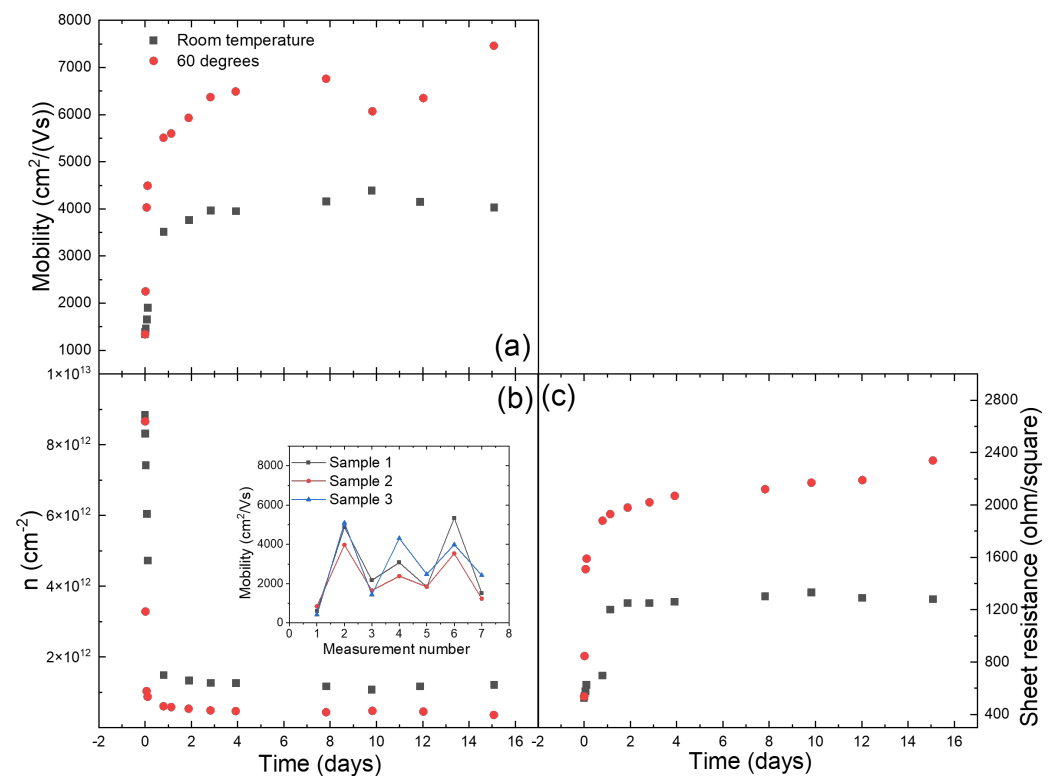 8000
7000
6000
5000
4000
3000
2000
1000
Mobility (cm²/(Vs))
Room temperature
60 degrees
(a)
1×10¹³
8×10¹²
6×10¹²
4×10¹²
2×10¹²
n (cm⁻²)
(b)
8000
6000
4000
2000
0
Mobility (cm²/Vs)
Sample 1
Sample 2
Sample 3
0 1 2 3 4 5 6 7 8
Measurement number
-2 0 2 4 6 8 10 12 14 16
Time (days)
(c)
2800
2400
2000
1600
1200
800
400
Sheet resistance (ohm/square)
-2 0 2 4 6 8 10 12 14 16
Time (days)